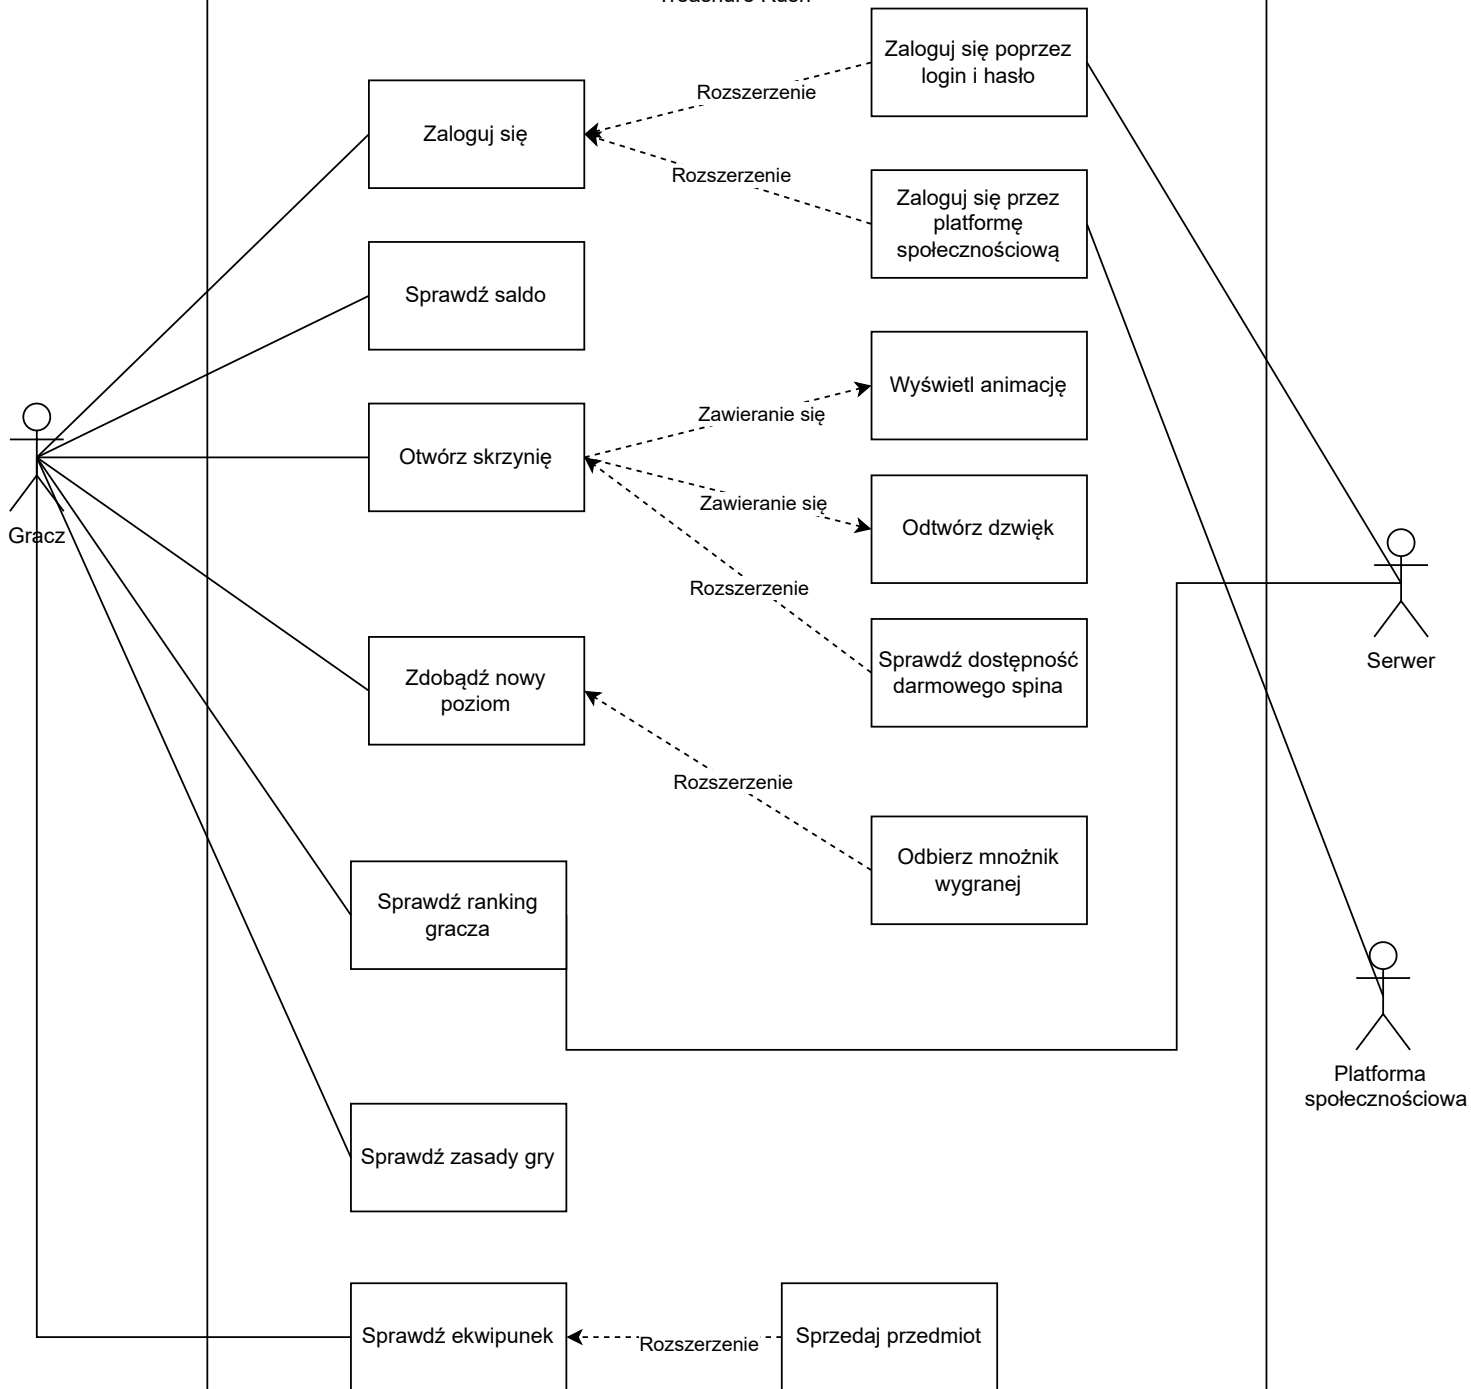 Zaloguj się poprzez
login i hasło
Rozszerzenie
Zaloguj się
Rozszerzenie
Zaloguj się przez
platformę
społecznościową
Sprawdź saldo
Wyświetl animację
Zawieranie się
Otwórz skrzynię
Zawieranie się
Odtwórz dzwięk
Gracz
Rozszerzenie
Sprawdź dostępność
darmowego spina
Serwer
Zdobądź nowy
poziom
Rozszerzenie
Odbierz mnożnik
wygranej
Sprawdź ranking
gracza
Platforma
społecznościowa
Sprawdź zasady gry
Sprawdź ekwipunek
Rozszerzenie
Sprzedaj przedmiot